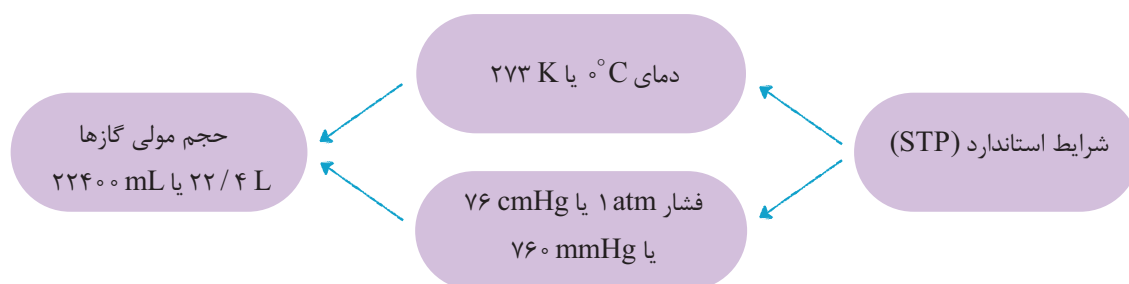 شرایط استاندارد (STP)
دمای ۰°C یا ۲۷۳ K
فشار ۱ atm یا ۷۶ cmHg
یا ۷۶۰ mmHg
حجم مولی گازها
۲۲/۴ L یا ۲۲۴۰۰ mL